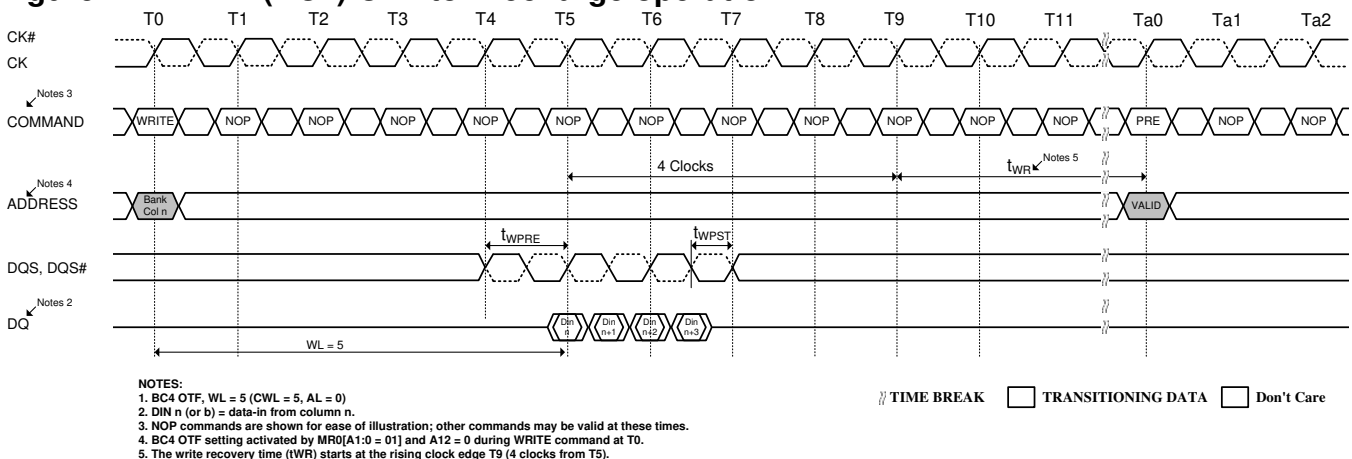 T0 T1 T2 T3 T4 T5 T6 T7 T8 T9 T10 T11 Ta0 Ta1 Ta2
CK#
CK
Notes 3
COMMAND
WRITE NOP NOP NOP NOP NOP NOP NOP NOP NOP NOP NOP PRE NOP NOP
4 Clocks
tWR
Notes 5
Notes 4
ADDRESS
Bank
Col n
VALID
tWPRE
tWPST
DQS, DQS#
Notes 2
DQ
Din
n
Din
n+1
Din
n+2
Din
n+3
WL = 5
NOTES:
1. BC4 OTF, WL = 5 (CWL = 5, AL = 0)
2. DIN n (or b) = data-in from column n.
3. NOP commands are shown for ease of illustration; other commands may be valid at these times.
4. BC4 OTF setting activated by MR0[A1:0 = 01] and A12 = 0 during WRITE command at T0.
5. The write recovery time (tWR) starts at the rising clock edge T9 (4 clocks from T5).
TIME BREAK
TRANSITIONING DATA
Don't Care